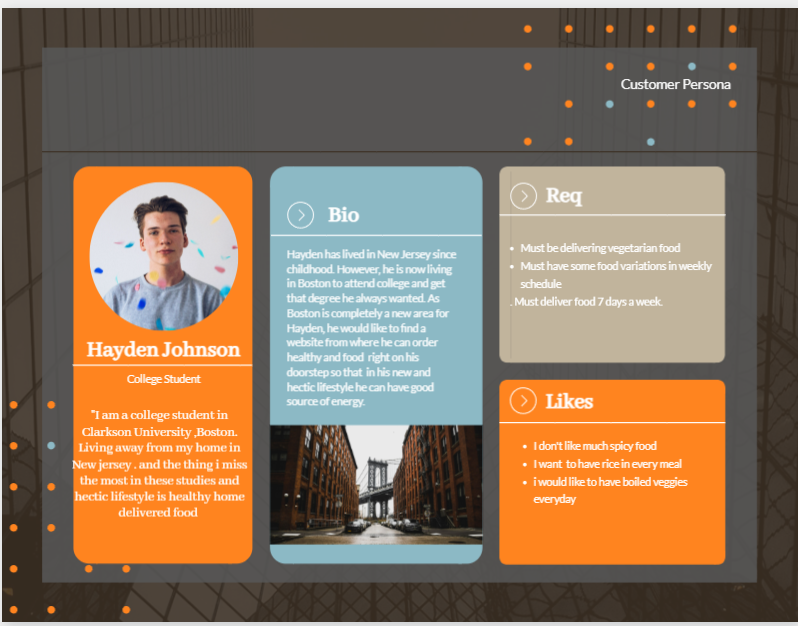 Customer Persona
Hayden Johnson
College Student
"I am a college student in
Clarkson University ,Boston.
Living away from my home in
New jersey . and the thing i miss
the most in these studies and
hectic lifestyle is healthy home
delivered food
Bio
Hayden has lived in New Jersey since
childhood. However, he is now living
in Boston to attend college and get
that degree he always wanted. As
Boston is completely a new area for
Hayden, he would like to find a
website from where he can order
healthy and food right on his
doorstep so that in his new and
hectic lifestyle he can have good
source of energy.
Req
• Must be delivering vegetarian food
• Must have some food variations in weekly
schedule
. Must deliver food 7 days a week.
Likes
• I don't like much spicy food
• I want to have rice in every meal
• i would like to have boiled veggies
everyday